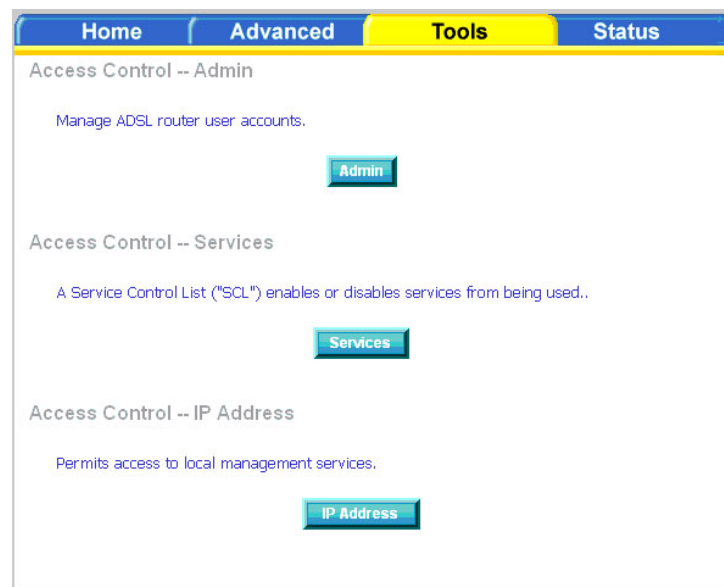 Home Advanced Tools Status
Access Control -- Admin
Manage ADSL router user accounts.
Admin
Access Control -- Services
A Service Control List ("SCL") enables or disables services from being used..
Services
Access Control -- IP Address
Permits access to local management services.
IP Address